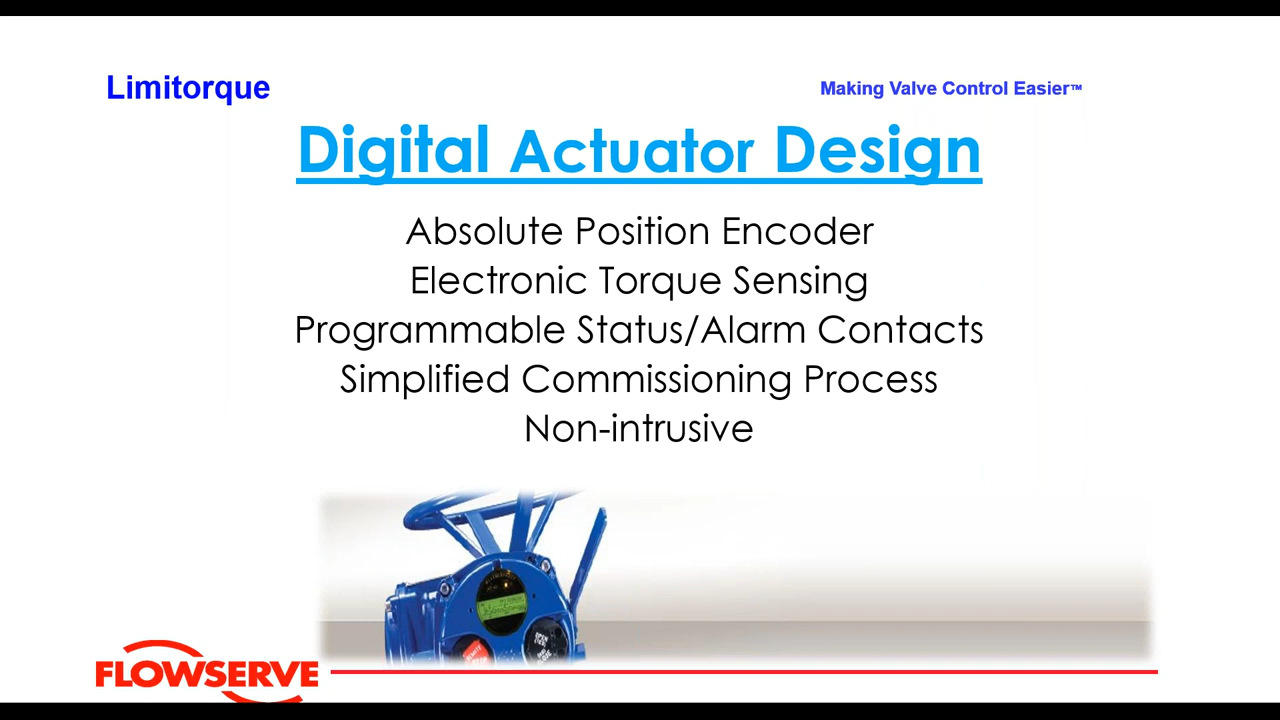 Limitorque
Making Valve Control Easier™
Digital Actuator Design
Absolute Position Encoder
Electronic Torque Sensing
Programmable Status/Alarm Contacts
Simplified Commissioning Process
Non-intrusive
OPEN
FLOWSERVE